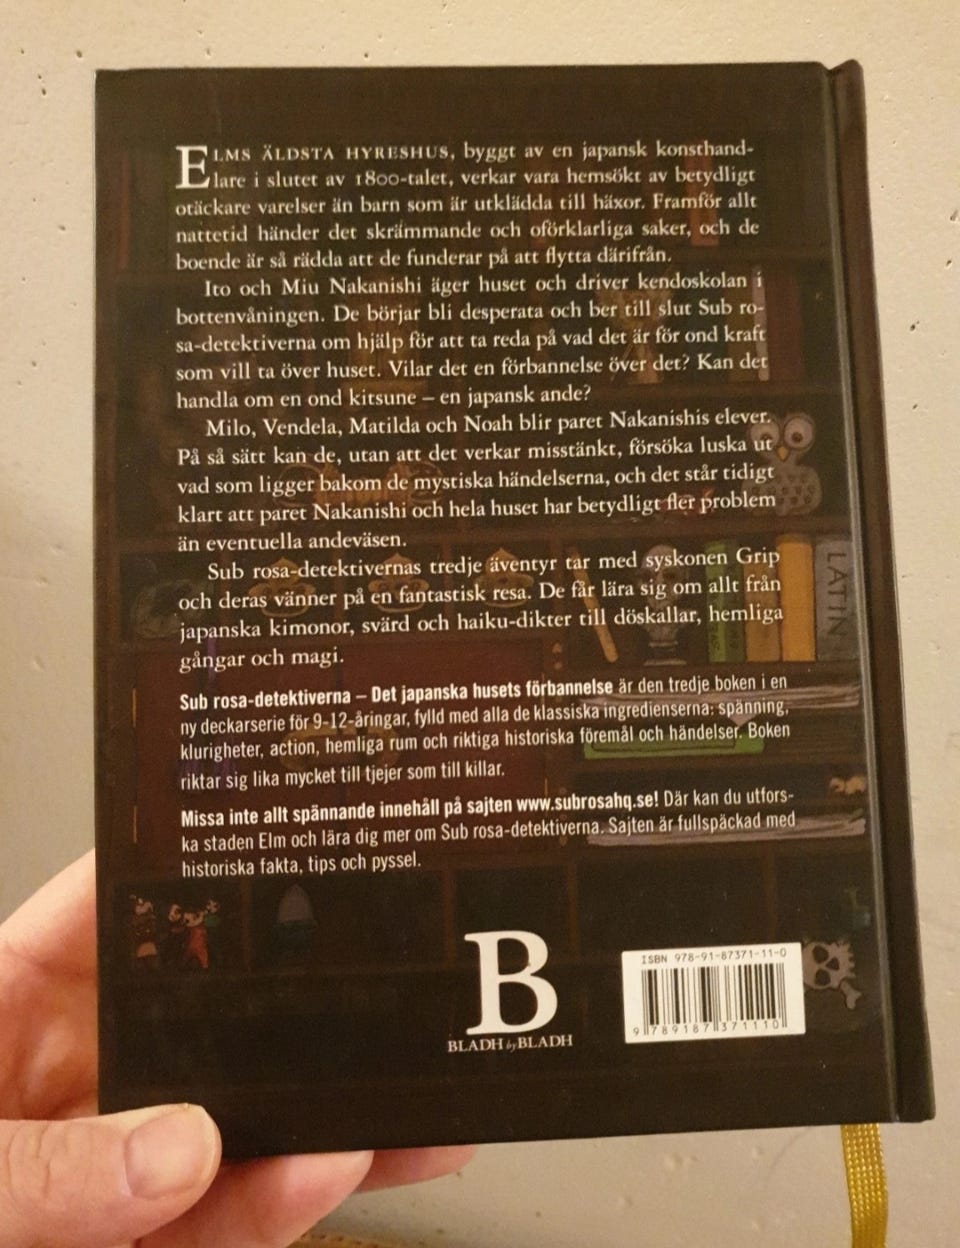 ELMS ÄLDSTA HYRESHUS, byggt av en japansk konsthand-
lare i slutet av 1800-talet, verkar vara hemsökt av betydligt
otäckare varelser än barn som är utklädda till häxor. Framför allt
nattetid händer det skrämmande och oförklarliga saker, och de
boende är så rädda att de funderar på att flytta därifrån.
Ito och Miu Nakanishi äger huset och driver kendoskolan i
bottenvåningen. De börjar bli desperata och ber till slut Sub ro-
sa-detektiverna om hjälp för att ta reda på vad det är för ond kraft
som vill ta över huset. Vilar det en förbannelse över det? Kan det
handla om en ond kitsune – en japansk ande?
Milo, Vendela, Matilda och Noah blir paret Nakanishis elever.
På så sätt kan de, utan att det verkar misstänkt, försöka luska ut
vad som ligger bakom de mystiska händelserna, och det står tidigt
klart att paret Nakanishi och hela huset har betydligt fler problem
än eventuella andeväsen.
Sub rosa-detektivernas tredje äventyr tar med syskonen Grip
och deras vänner på en fantastisk resa. De får lära sig om allt från
japanska kimonor, svärd och haiku-dikter till döskallar, hemliga
gångar och magi.
Sub rosa-detektiverna – Det japanska husets förbannelse är den tredje boken i en
ny deckarserie för 9-12-åringar, fylld med alla de klassiska ingredienserna: spänning,
klurigheter, action, hemliga rum och riktiga historiska föremål och händelser. Boken
riktar sig lika mycket till tjejer som till killar.
Missa inte allt spännande innehåll på sajten www.subrosahq.se! Där kan du utfors-
ka staden Elm och lära dig mer om Sub rosa-detektiverna. Sajten är fullspäckad med
historiska fakta, tips och pyssel.
LATIN
B
BLADH by BLADH
ISBN 978-91-87371-11-0
9 789187 371110